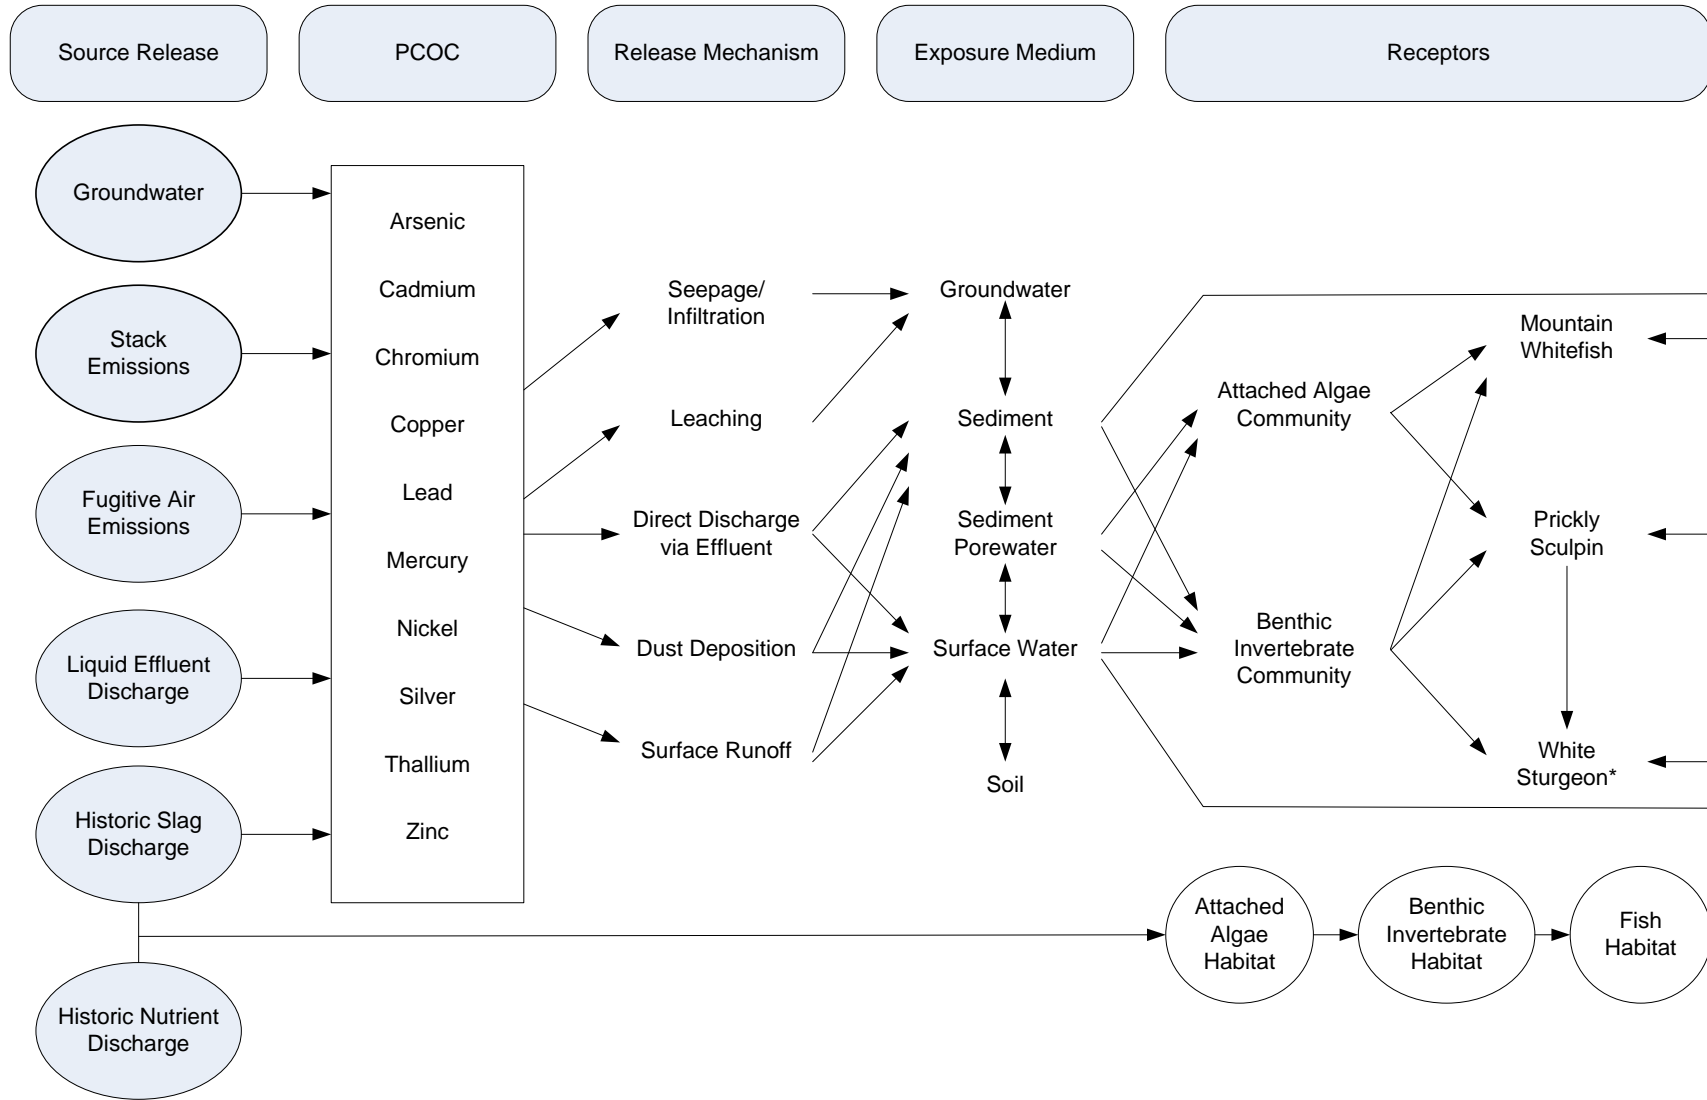 Source Release
PCOC
Release Mechanism
Exposure Medium
Receptors
Groundwater
Stack
Emissions
Fugitive Air
Emissions
Liquid Effluent
Discharge
Historic Slag
Discharge
Historic Nutrient
Discharge
Arsenic
Cadmium
Chromium
Copper
Lead
Mercury
Nickel
Silver
Thallium
Zinc
Seepage/
Infiltration
Leaching
Direct Discharge
via Effluent
Dust Deposition
Surface Runoff
Groundwater
Sediment
Sediment
Porewater
Surface Water
Soil
Attached Algae
Community
Benthic
Invertebrate
Community
Mountain
Whitefish
Prickly
Sculpin
White
Sturgeon*
Attached
Algae
Habitat
Benthic
Invertebrate
Habitat
Fish
Habitat